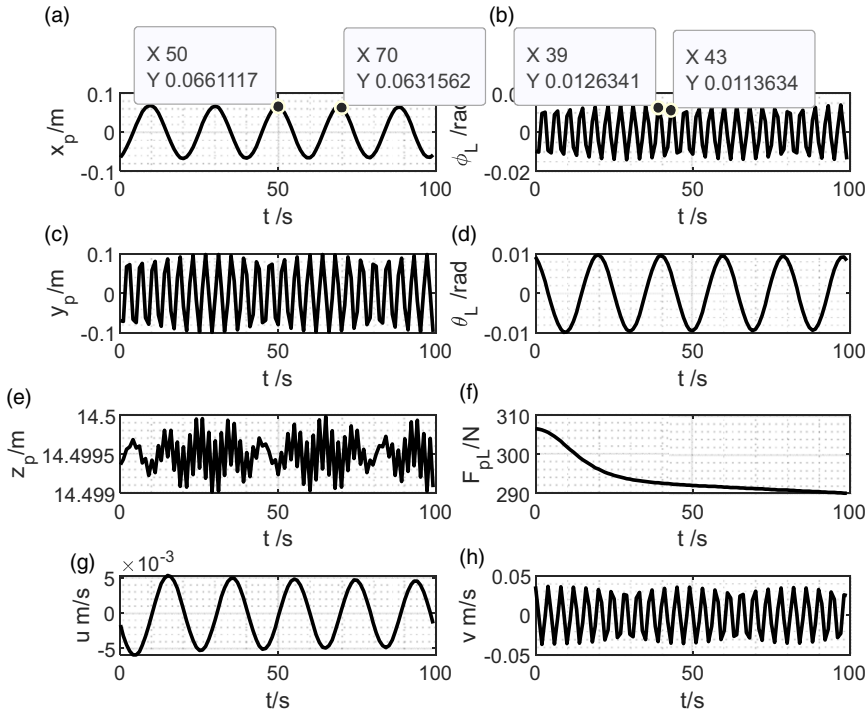 (a)
X 50
Y 0.0661117
X 70
Y 0.0631562
0.1
0
-0.1
x_p/m
0
50
100
t /s
(b)
X 39
Y 0.0126341
X 43
Y 0.0113634
0
-0.02
ϕ_L /rad
0
50
100
t /s
(c)
0.1
0
-0.1
y_p/m
0
50
100
t /s
(d)
0.01
0
-0.01
θ_L /rad
0
50
100
t /s
(e)
14.5
14.4995
14.499
z_p/m
0
50
100
t /s
(f)
310
300
290
F_pL/N
0
50
100
t /s
(g)
×10^-3
5
0
-5
u m/s
0
50
100
t/s
(h)
0.05
0
-0.05
v m/s
0
50
100
t/s